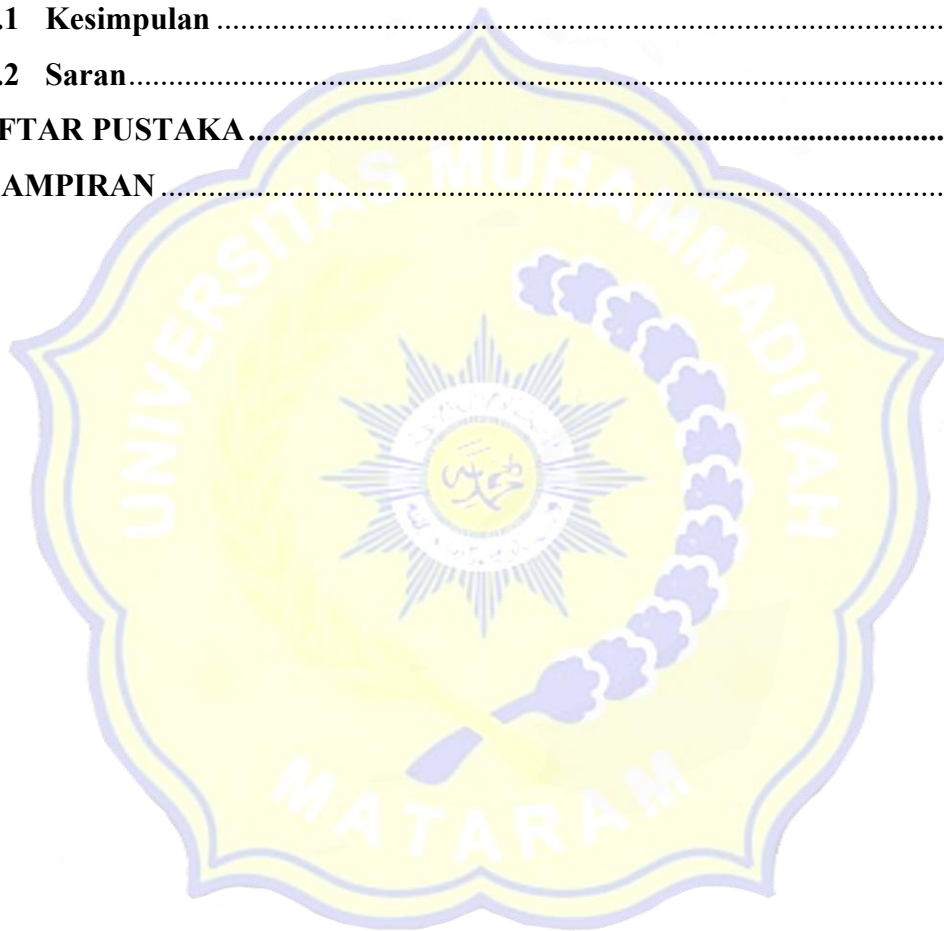 .1 Kesimpulan ........................................................................................
.2 Saran....................................................................................................
FTAR PUSTAKA......................................................................................
AMPIRAN .................................................................................................
UNIVERSITAS MUHAMMADIYAH
MATARAM